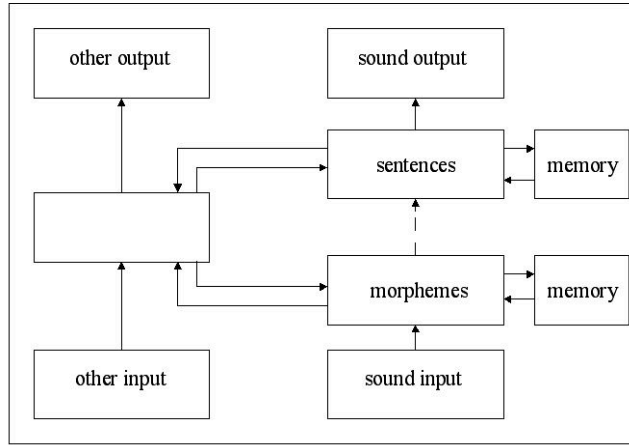 other output
sound output
sentences
memory
morphemes
memory
other input
sound input